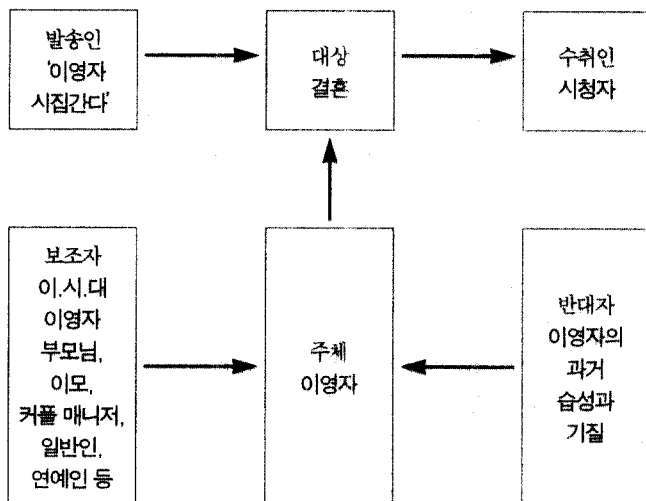 발송인
'이영자
시집간다'
대상
결혼
수취인
시청자
보조자
이.시.대
이영자
부모님,
이모,
커플 매니저,
일반인,
연예인 등
주체
이영자
반대자
이영자의
과거
습성과
기질